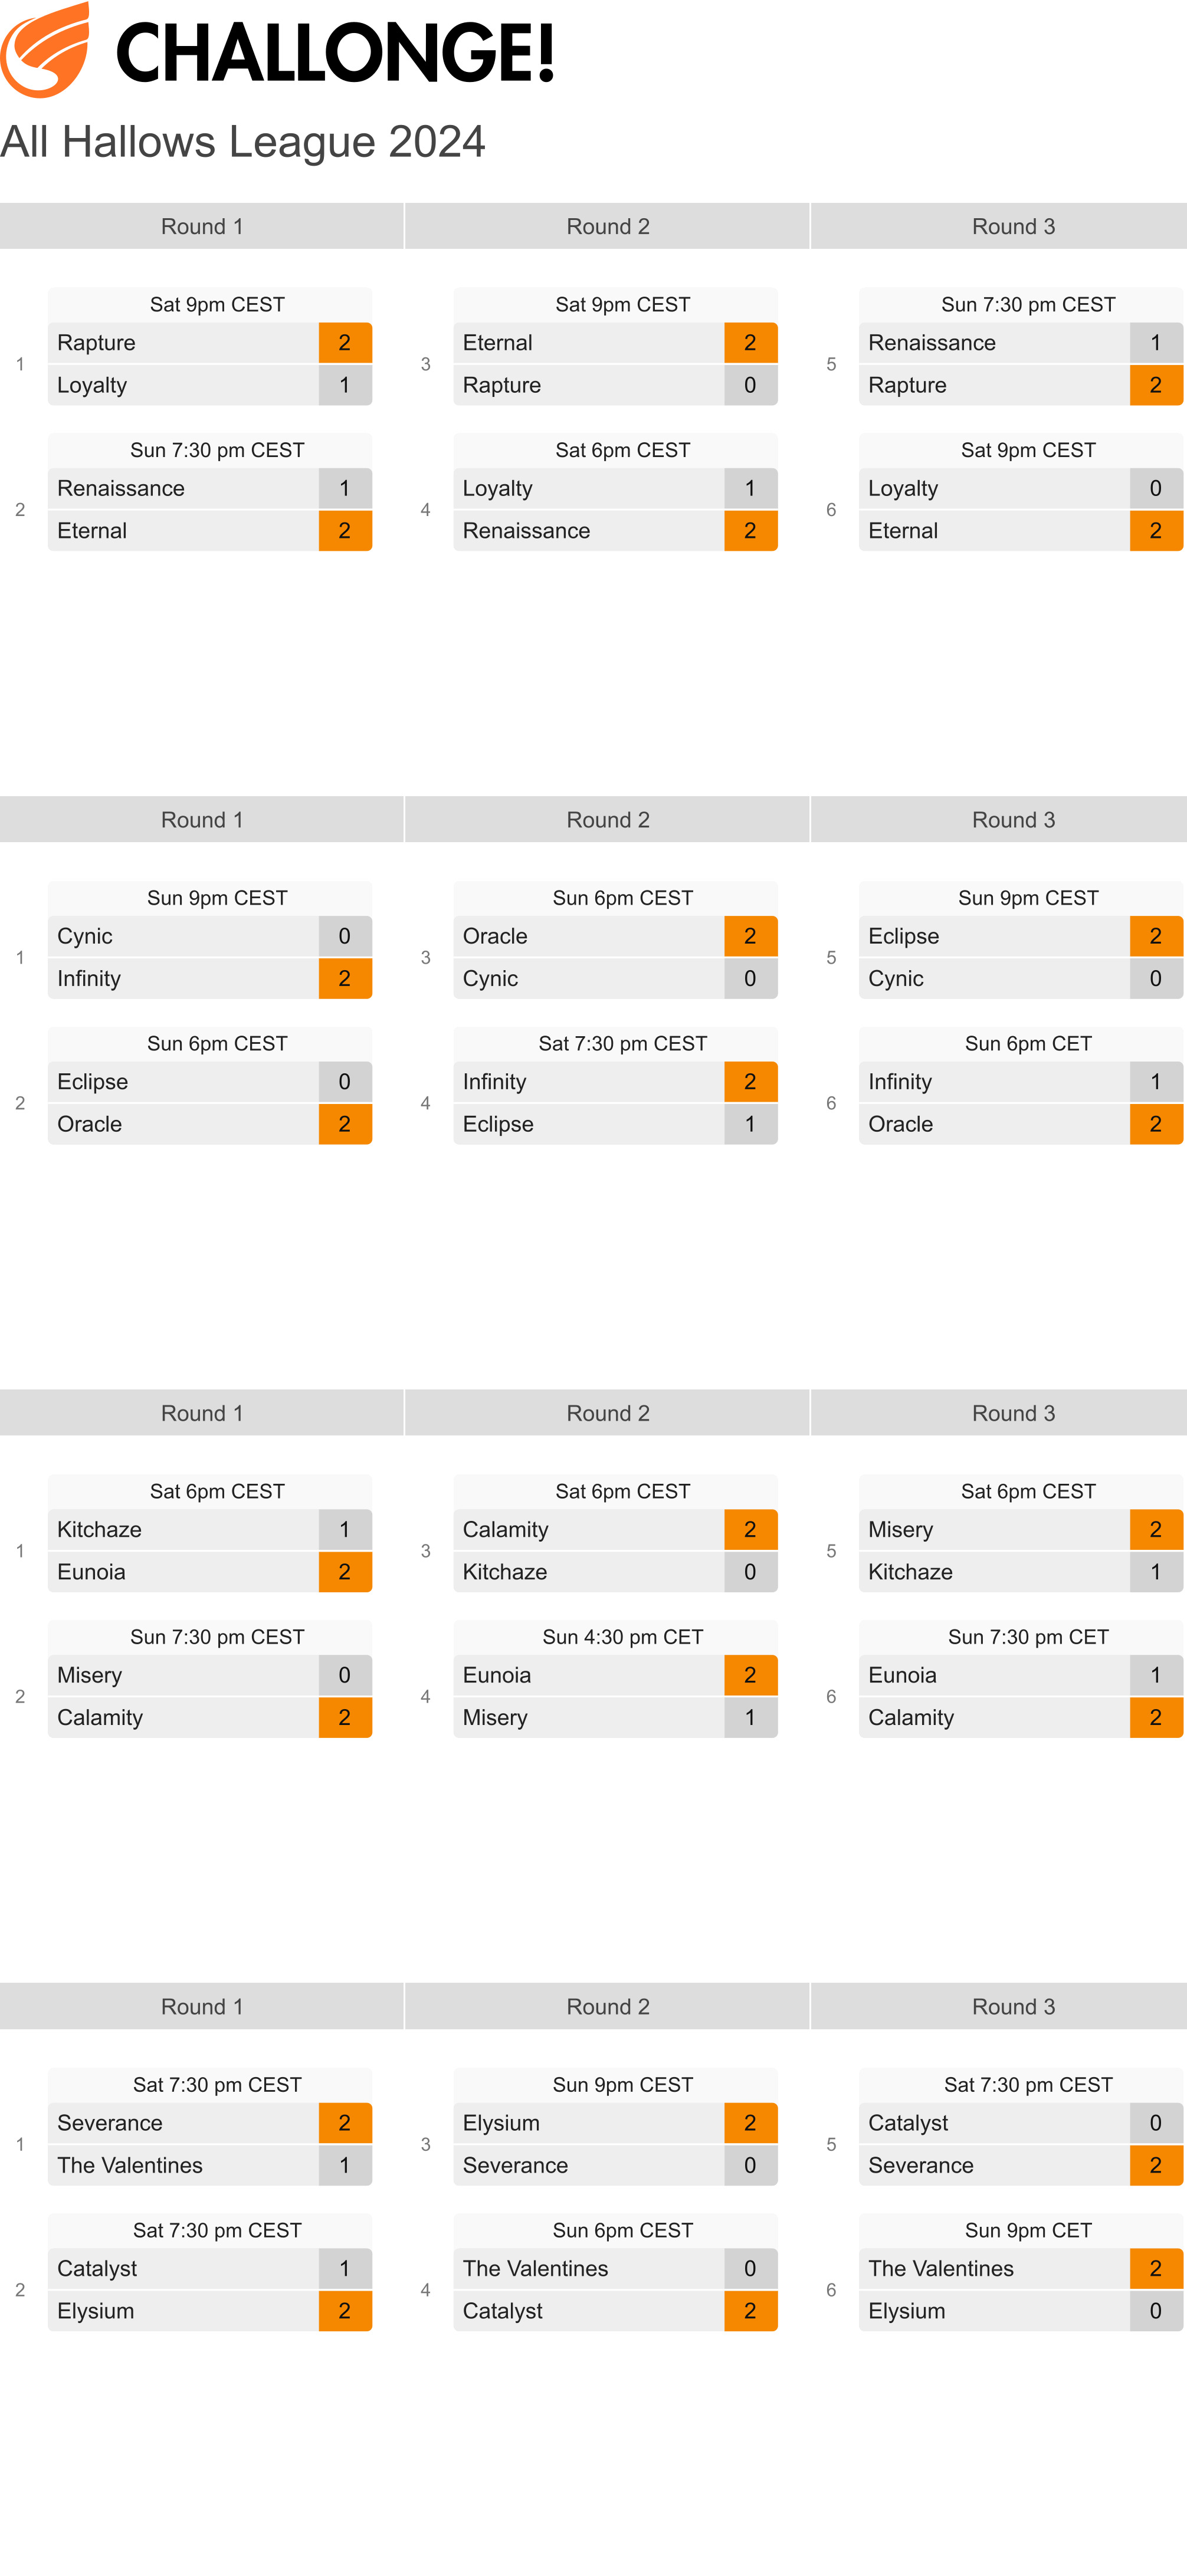 CHALLONGE!
All Hallows League 2024
Round 1 Round 2 Round 3
Sat 9pm CEST
1
Rapture 2
Loyalty 1
Sun 7:30 pm CEST
2
Renaissance 1
Eternal 2
Sat 9pm CEST
3
Eternal 2
Rapture 0
Sat 6pm CEST
4
Loyalty 1
Renaissance 2
Sun 7:30 pm CEST
5
Renaissance 1
Rapture 2
Sat 9pm CEST
6
Loyalty 0
Eternal 2
Round 1 Round 2 Round 3
Sun 9pm CEST
1
Cynic 0
Infinity 2
Sun 6pm CEST
2
Eclipse 0
Oracle 2
Sun 6pm CEST
3
Oracle 2
Cynic 0
Sat 7:30 pm CEST
4
Infinity 2
Eclipse 1
Sun 9pm CEST
5
Eclipse 2
Cynic 0
Sun 6pm CET
6
Infinity 1
Oracle 2
Round 1 Round 2 Round 3
Sat 6pm CEST
1
Kitchaze 1
Eunoia 2
Sun 7:30 pm CEST
2
Misery 0
Calamity 2
Sat 6pm CEST
3
Calamity 2
Kitchaze 0
Sun 4:30 pm CET
4
Eunoia 2
Misery 1
Sat 6pm CEST
5
Misery 2
Kitchaze 1
Sun 7:30 pm CET
6
Eunoia 1
Calamity 2
Round 1 Round 2 Round 3
Sat 7:30 pm CEST
1
Severance 2
The Valentines 1
Sat 7:30 pm CEST
2
Catalyst 1
Elysium 2
Sun 9pm CEST
3
Elysium 2
Severance 0
Sun 6pm CEST
4
The Valentines 0
Catalyst 2
Sat 7:30 pm CEST
5
Catalyst 0
Severance 2
Sun 9pm CET
6
The Valentines 2
Elysium 0